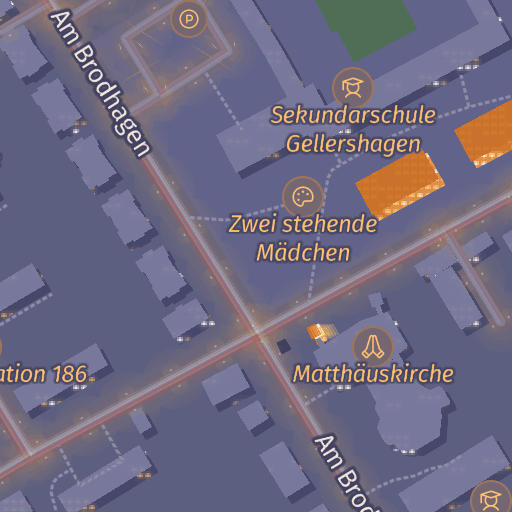 P
Am Brodhagen
Sekundarschule
Gellershagen
Zwei stehende
Mädchen
ation 186
Matthäuskirche
Am Brod